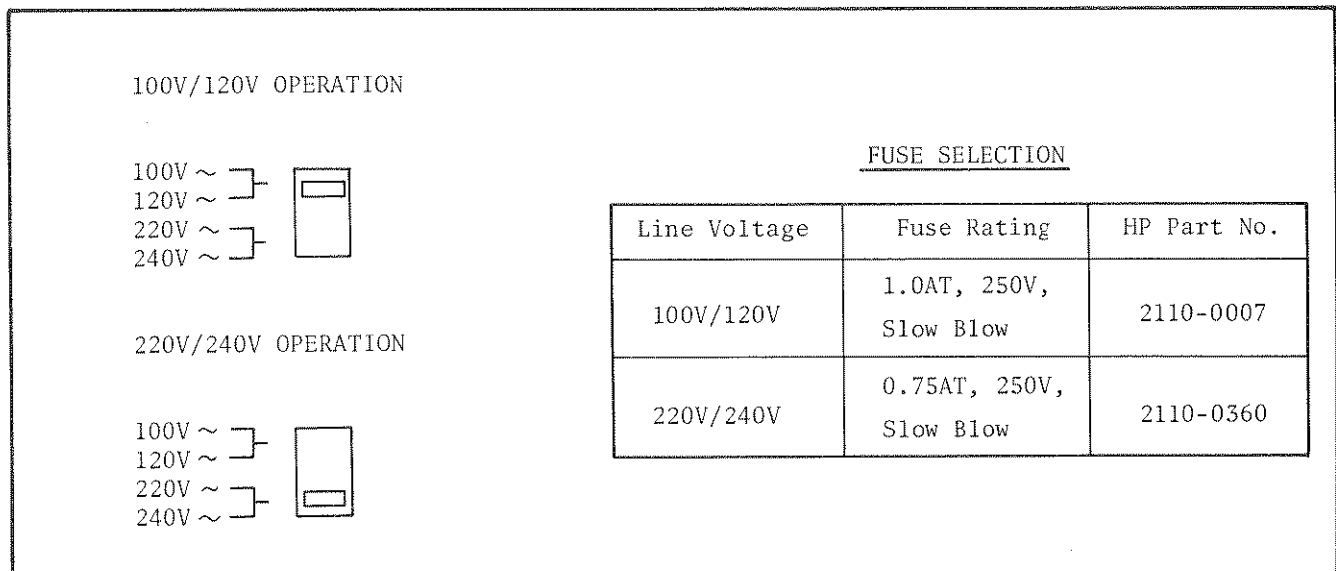 100V/120V OPERATION
100V ~
120V ~
220V ~
240V ~
220V/240V OPERATION
100V ~
120V ~
220V ~
240V ~
FUSE SELECTION
Line Voltage Fuse Rating HP Part No.
100V/120V 1.0AT, 250V, Slow Blow 2110-0007
220V/240V 0.75AT, 250V, Slow Blow 2110-0360